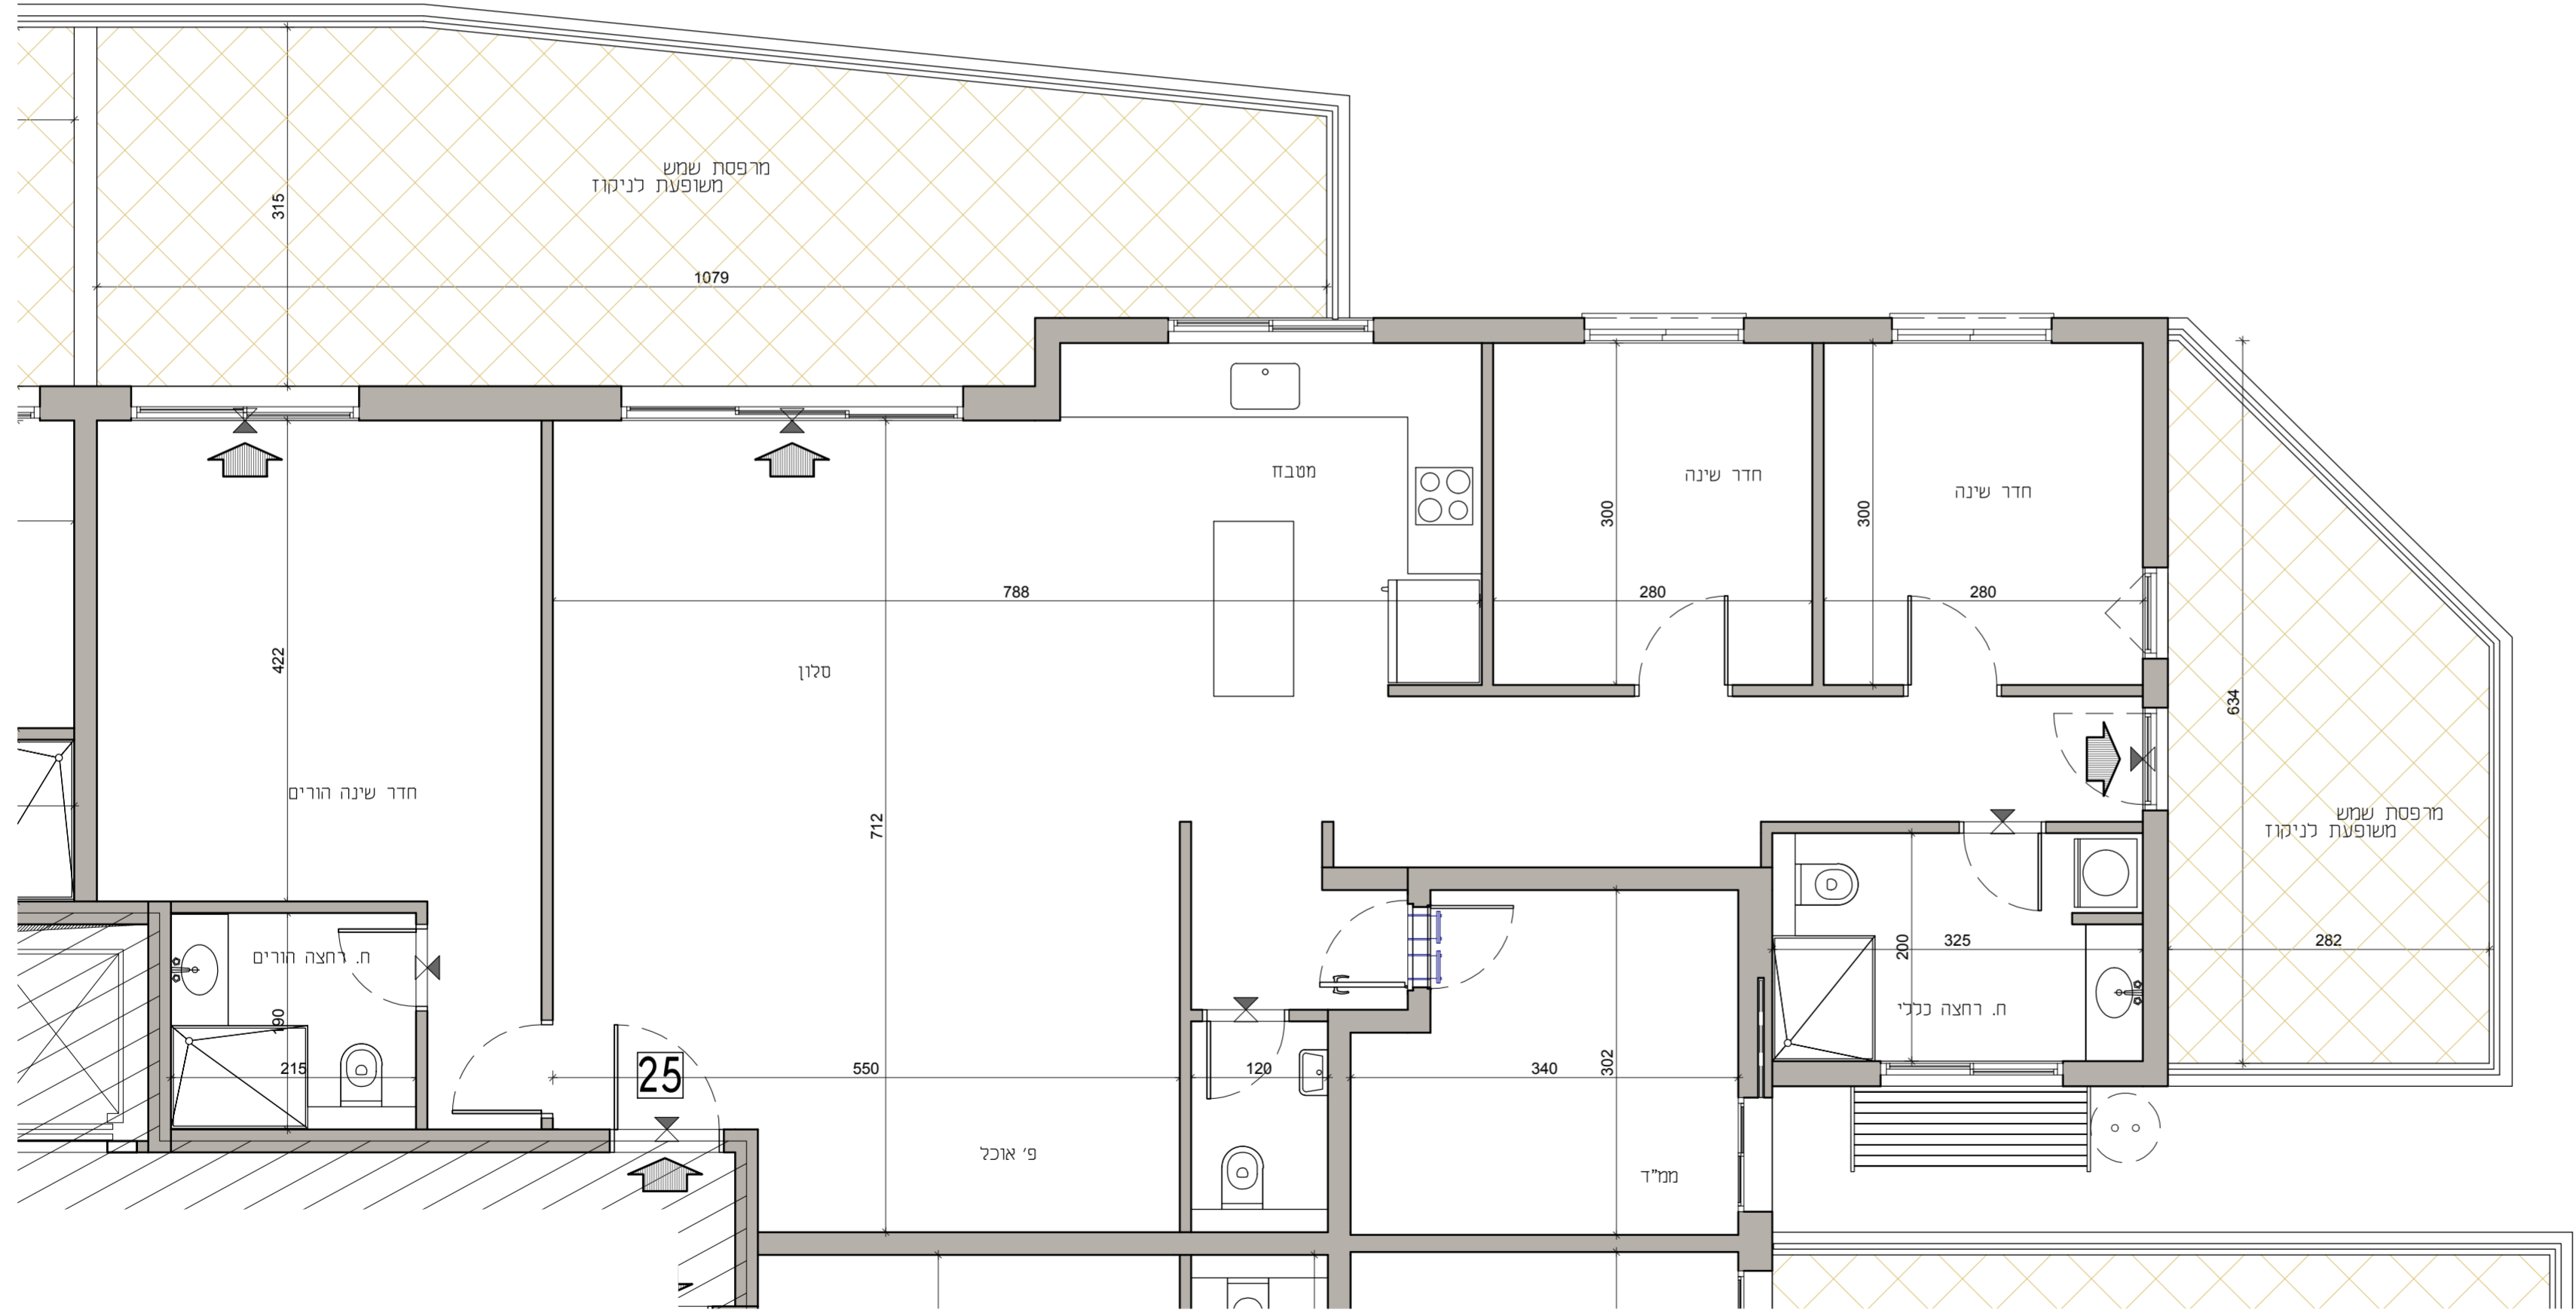 מרפסת שמש
משופעת לניקוז
315
1079
מטבח
חדר שינה
חדר שינה
300
300
788
280
280
422
סלון
634
חדר שינה הורים
712
מרפסת שמש
משופעת לניקוז
ח. רחצה הורים
200
325
282
190
ח. רחצה כללי
215
25
550
120
340
302
פ' אוכל
ממ"ד